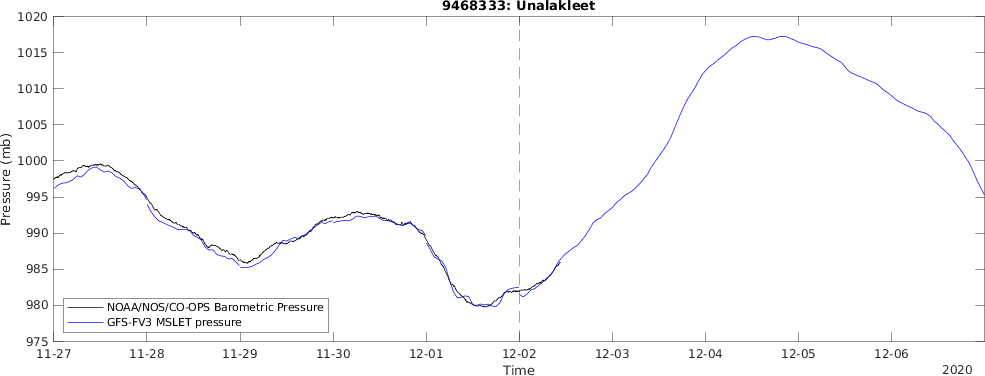 9468333: Unalakleet
1020
1015
1010
1005
1000
995
990
985
980
975
Pressure (mb)
NOAA/NOS/CO-OPS Barometric Pressure
GFS-FV3 MSLET pressure
11-27 11-28 11-29 11-30 12-01 12-02 12-03 12-04 12-05 12-06
Time
2020